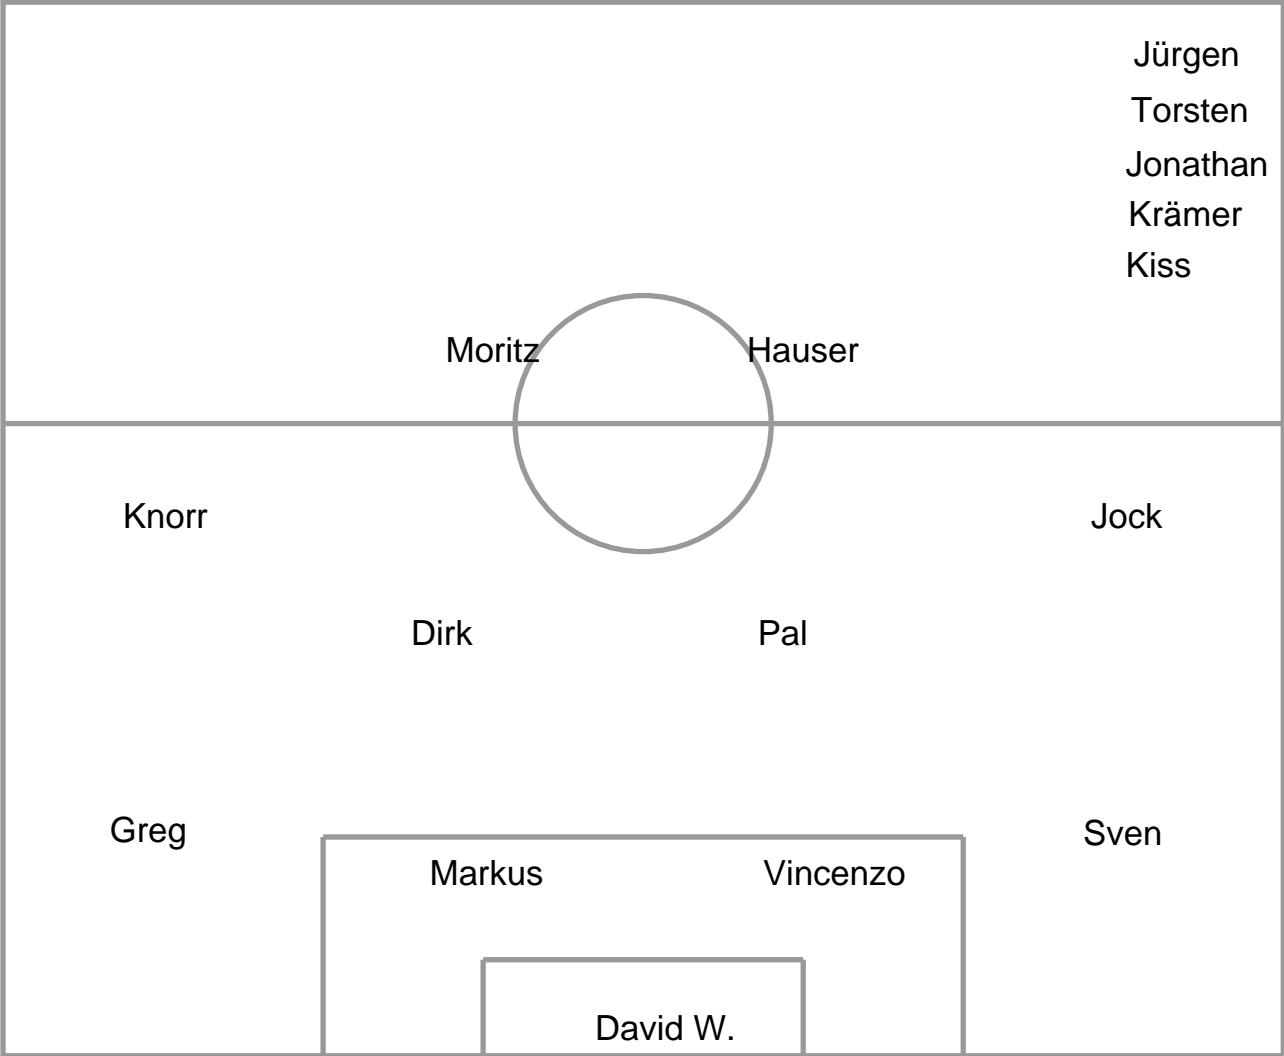 Jürgen
Torsten
Jonathan
Krämer
Kiss
Moritz Hauser
Knorr Jock
Dirk Pal
Greg Sven
Markus Vincenzo
David W.